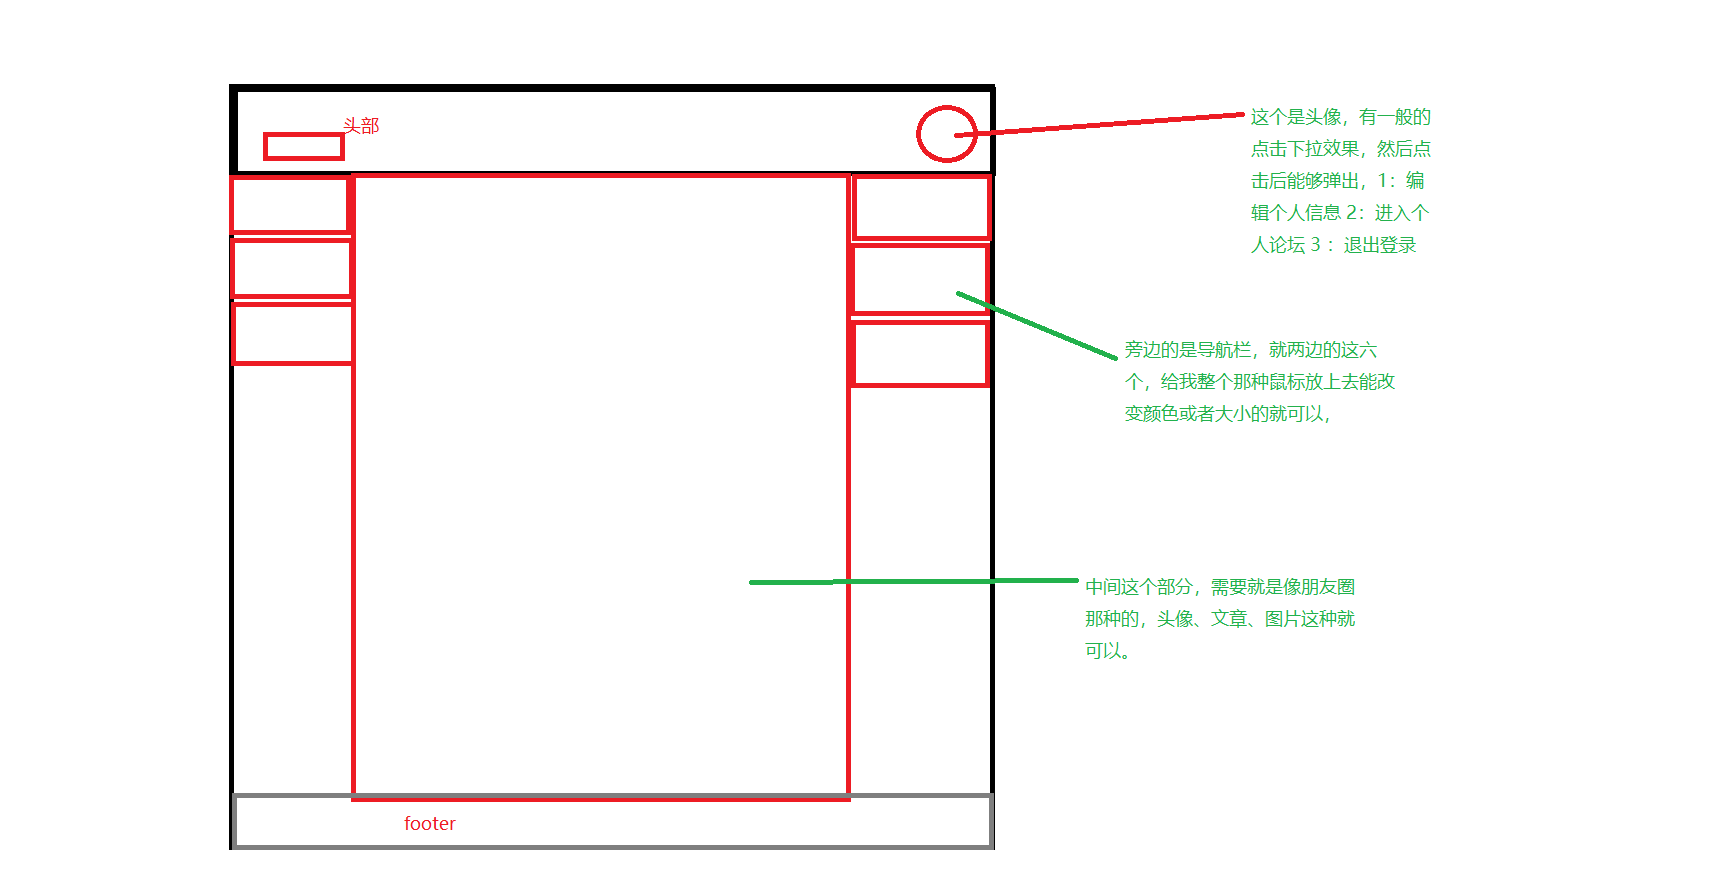 头部
这个是头像，有一般的
点击下拉效果，然后点
击后能够弹出，1：编
辑个人信息 2：进入个
人论坛 3 ：退出登录
旁边的是导航栏，就两边的这六
个，给我整个那种鼠标放上去能改
变颜色或者大小的就可以，
中间这个部分，需要就是像朋友圈
那种的，头像、文章、图片这种就
可以。
footer